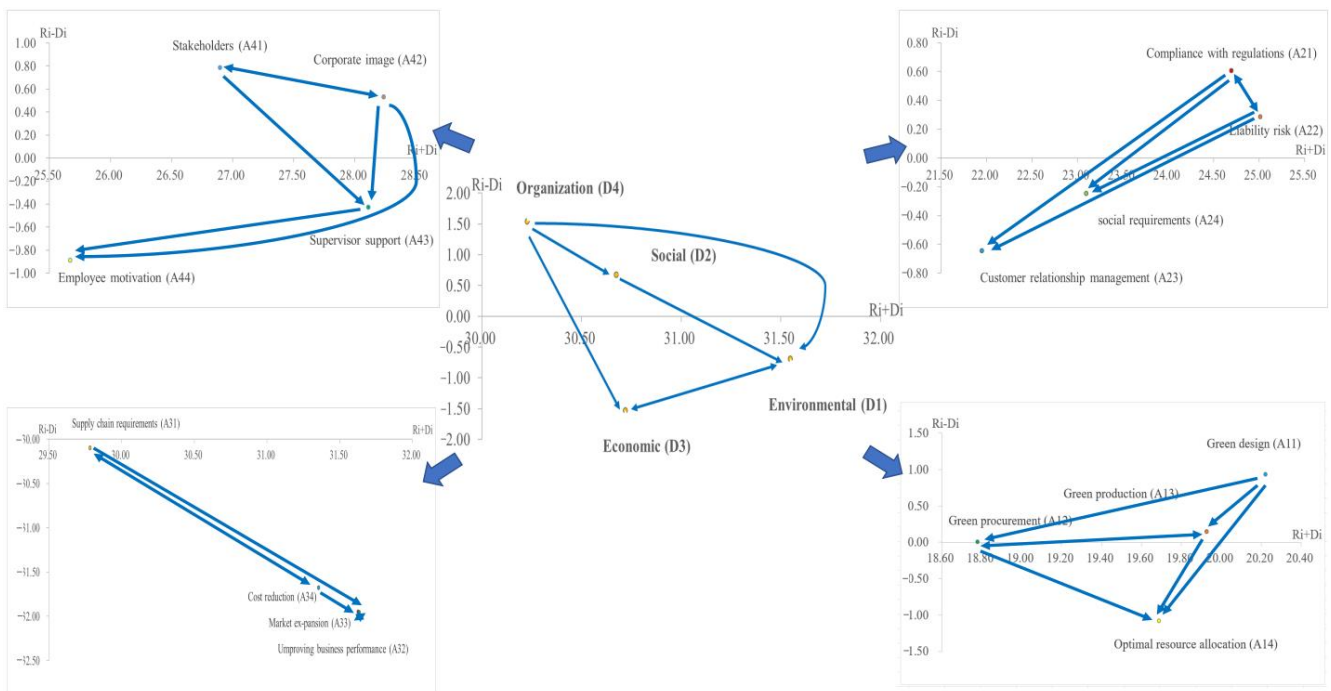 Ri-Di
1.00
0.80
0.60
0.40
0.20
0.00
−0.20
−0.40
−0.60
−0.80
−1.00
25.50
26.00
26.50
27.00
27.50
28.00
28.50
Ri+Di
Stakeholders (A41)
Corporate image (A42)
Supervisor support (A43)
Employee motivation (A44)
Ri-Di
0.80
0.60
0.40
0.20
0.00
−0.20
−0.40
−0.60
−0.80
21.50
22.00
22.50
23.00
23.50
24.00
24.50
25.00
25.50
Ri+Di
Compliance with regulations (A21)
Liability risk (A22)
social requirements (A24)
Customer relationship management (A23)
Ri-Di
2.00
1.50
1.00
0.50
0.00
−0.50
−1.00
−1.50
−2.00
30.00
30.50
31.00
31.50
32.00
Ri+Di
Organization (D4)
Social (D2)
Environmental (D1)
Economic (D3)
Ri-Di
−30.00
−10.50
−11.00
−11.50
−12.00
−12.50
29.50
30.00
30.50
31.00
31.50
32.00
Ri+Di
Supply chain requirements (A31)
Cost reduction (A34)
Market ex-pansion (A33)
Umproving business performance (A32)
Ri-Di
1.50
1.00
0.50
0.00
−0.50
−1.00
−1.50
18.60
18.80
19.00
19.20
19.40
19.60
19.80
20.00
20.20
20.40
Ri+Di
Green design (A11)
Green production (A13)
Green procurement (A12)
Optimal resource allocation (A14)